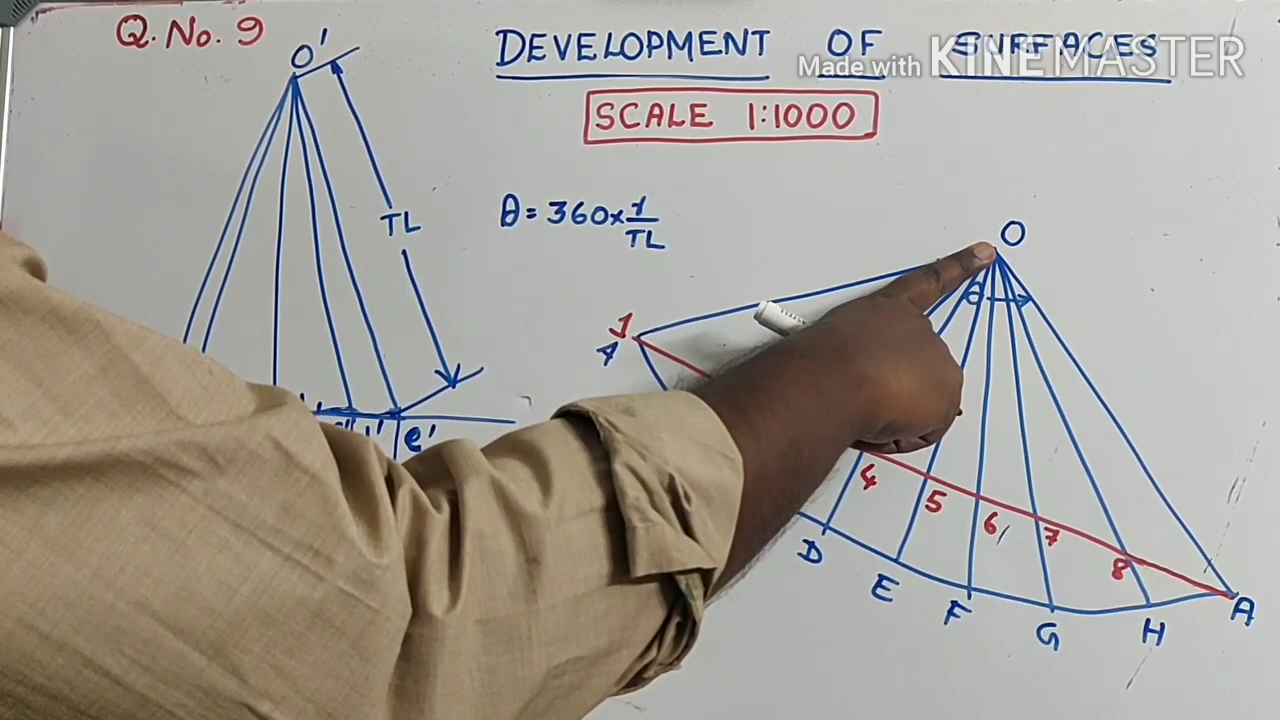 Q. No. 9
DEVELOPMENT OF SURFACES
Made with KINEMASTER
SCALE 1:1000
O'
TL
θ = 360 × r/TL
O
θ
1
A
1' e'
4
5
6
7
8
D
E
F
G
H
A